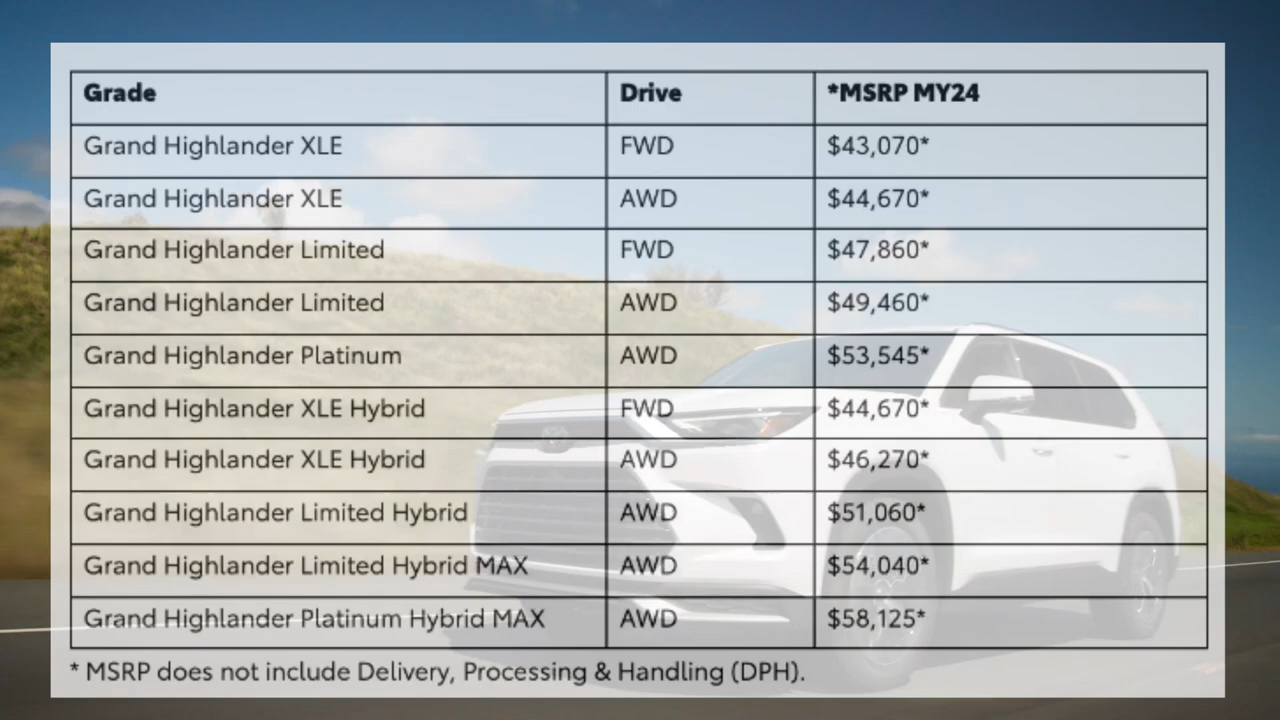 Grade Drive *MSRP MY24
Grand Highlander XLE FWD $43,070*
Grand Highlander XLE AWD $44,670*
Grand Highlander Limited FWD $47,860*
Grand Highlander Limited AWD $49,460*
Grand Highlander Platinum AWD $53,545*
Grand Highlander XLE Hybrid FWD $44,670*
Grand Highlander XLE Hybrid AWD $46,270*
Grand Highlander Limited Hybrid AWD $51,060*
Grand Highlander Limited Hybrid MAX AWD $54,040*
Grand Highlander Platinum Hybrid MAX AWD $58,125*
* MSRP does not include Delivery, Processing & Handling (DPH).